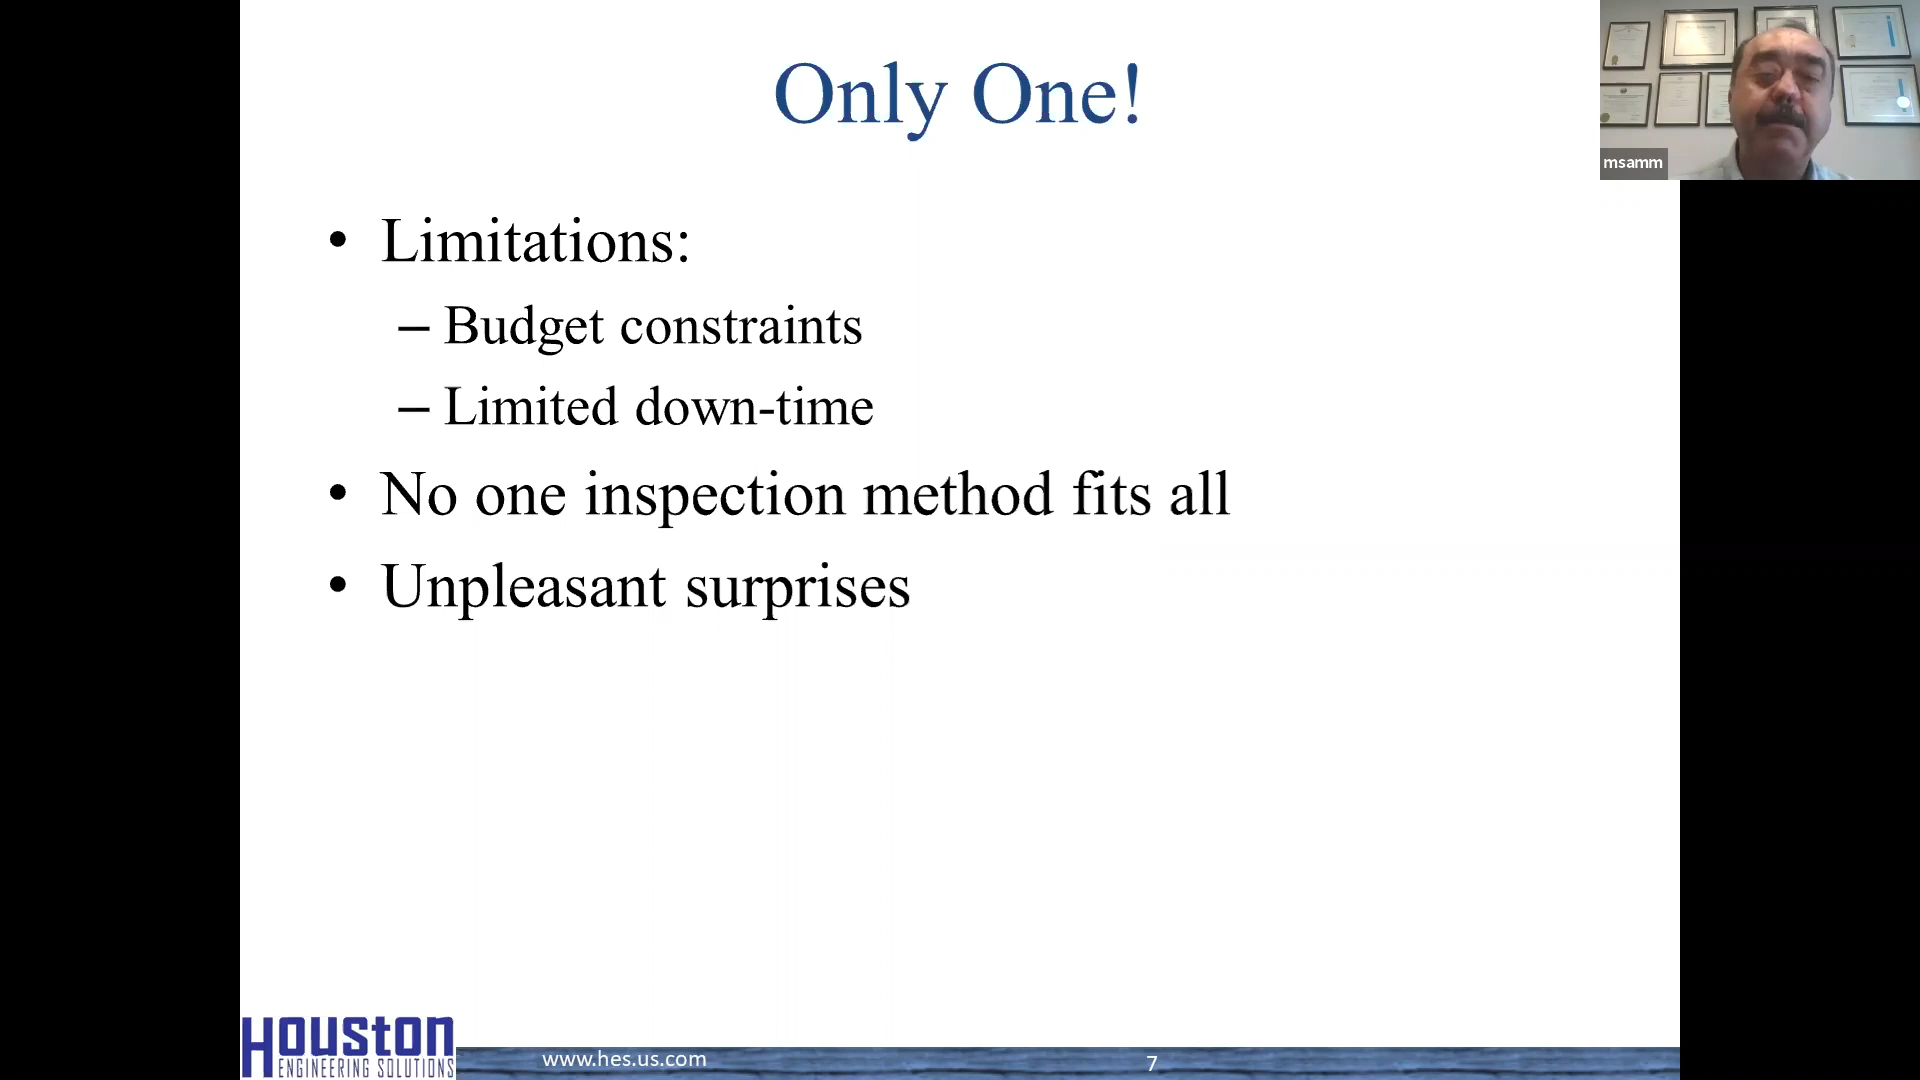 Only One!
msamm
• Limitations:
– Budget constraints
– Limited down-time
• No one inspection method fits all
• Unpleasant surprises
Houston
ENGINEERING SOLUTIONS
www.hes.us.com
7